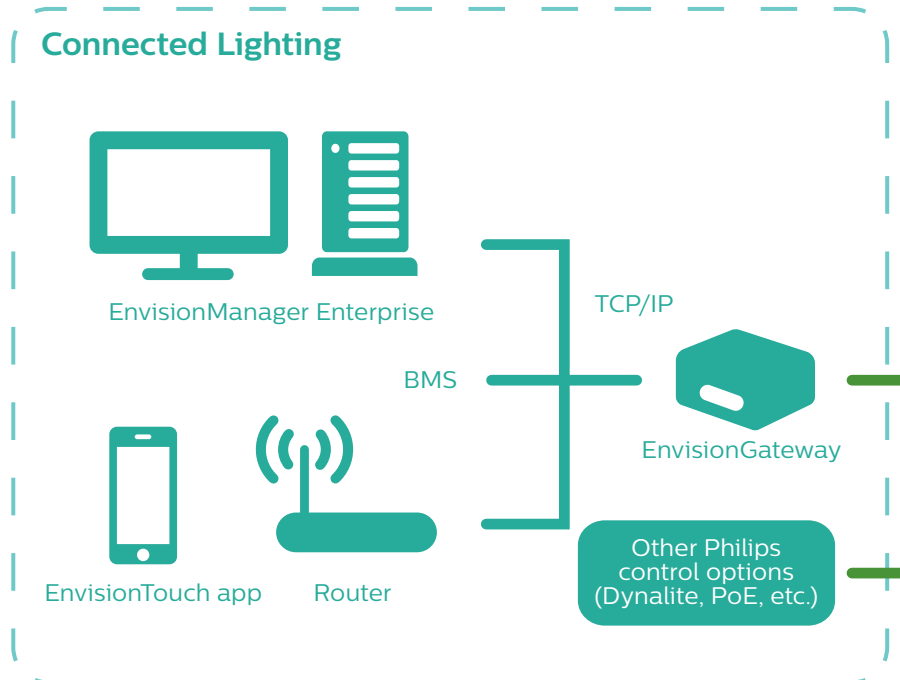 Connected Lighting
EnvisionManager Enterprise
TCP/IP
BMS
EnvisionGateway
EnvisionTouch app
Router
Other Philips
control options
(Dynalite, PoE, etc.)